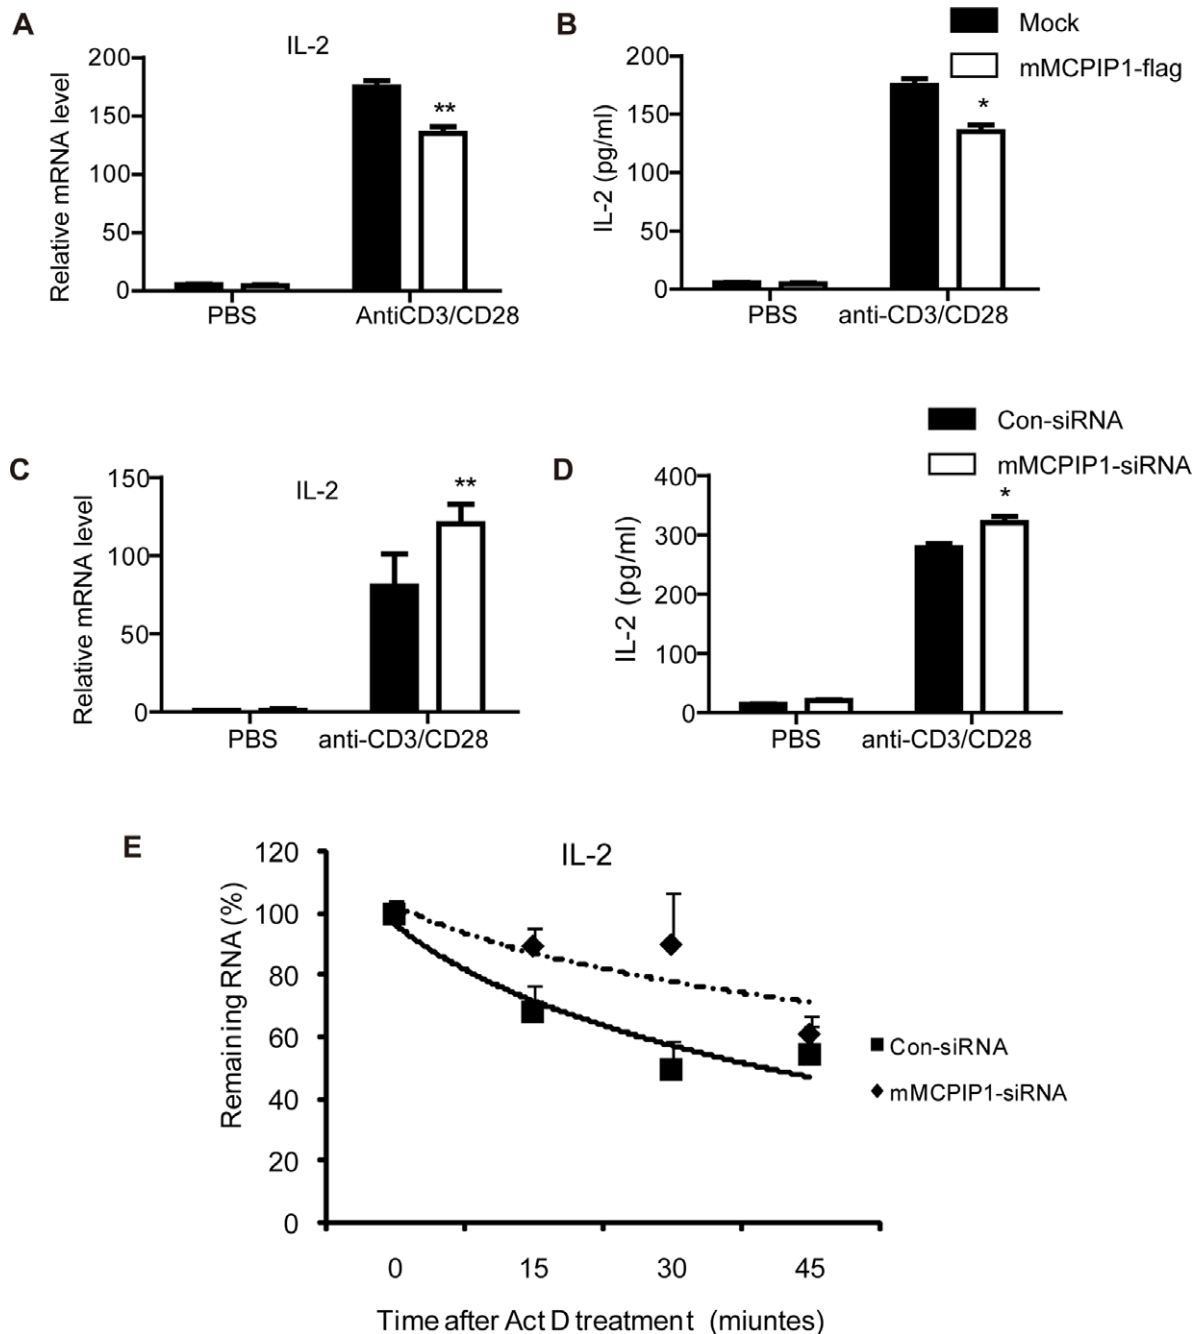 A
IL-2
Relative mRNA level
200
150
100
50
0
PBS
AntiCD3/CD28
**
B
Mock
mMCPIP1-flag
IL-2 (pg/ml)
200
150
100
50
0
PBS
anti-CD3/CD28
*
C
IL-2
Relative mRNA level
150
100
50
0
PBS
anti-CD3/CD28
**
D
Con-siRNA
mMCPIP1-siRNA
IL-2 (pg/ml)
400
300
200
100
0
PBS
anti-CD3/CD28
*
E
IL-2
Remaining RNA (%)
120
100
80
60
40
20
0
0 15 30 45
Time after Act D treatment (miuntes)
Con-siRNA
mMCPIP1-siRNA